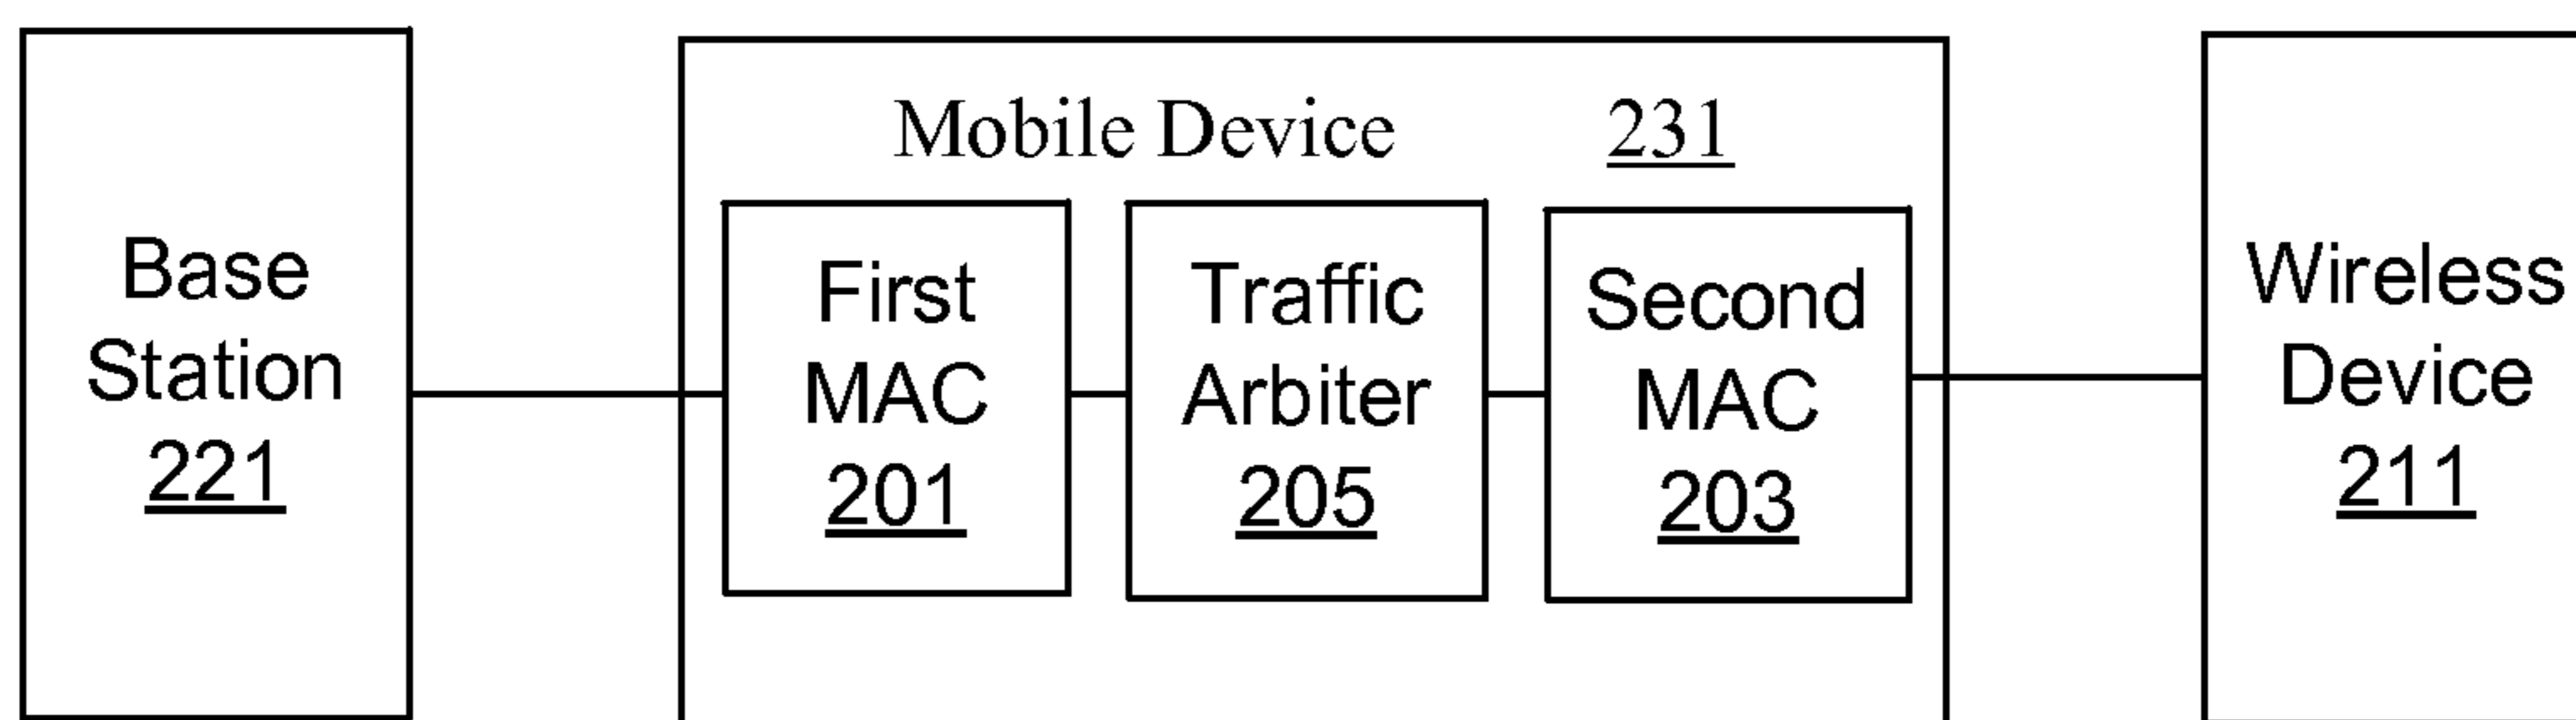 Base
Station
221
Mobile Device 231
First
MAC
201
Traffic
Arbiter
205
Second
MAC
203
Wireless
Device
211